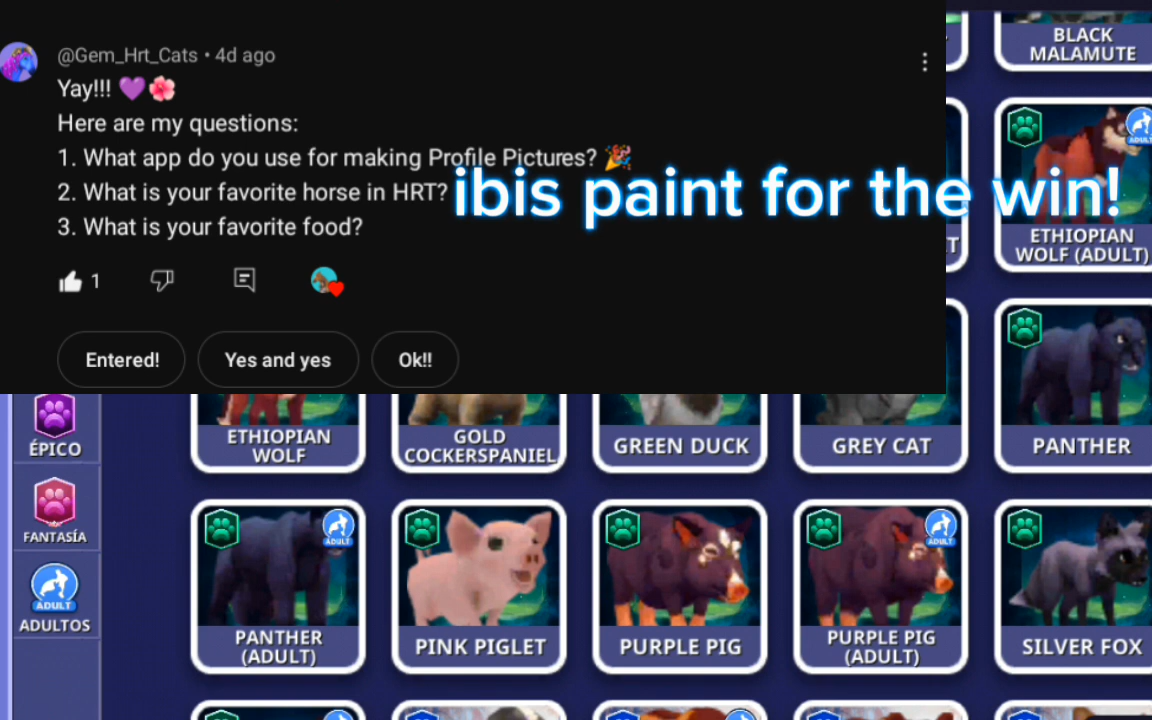 @Gem_Hrt_Cats • 4d ago
Yay!!! 💜🌺
Here are my questions:
1. What app do you use for making Profile Pictures? 🎉
2. What is your favorite horse in HRT?
3. What is your favorite food?
ibis paint for the win!
1
Entered!
Yes and yes
Ok!!
BLACK
MALAMUTE
ADULT
ETHIOPIAN
WOLF (ADULT)
ÉPICO
FANTASÍA
ADULT
ADULTOS
ETHIOPIAN
WOLF
GOLD
COCKERSPANIEL
GREEN DUCK
GREY CAT
PANTHER
ADULT
PANTHER
(ADULT)
PINK PIGLET
PURPLE PIG
ADULT
PURPLE PIG
(ADULT)
SILVER FOX